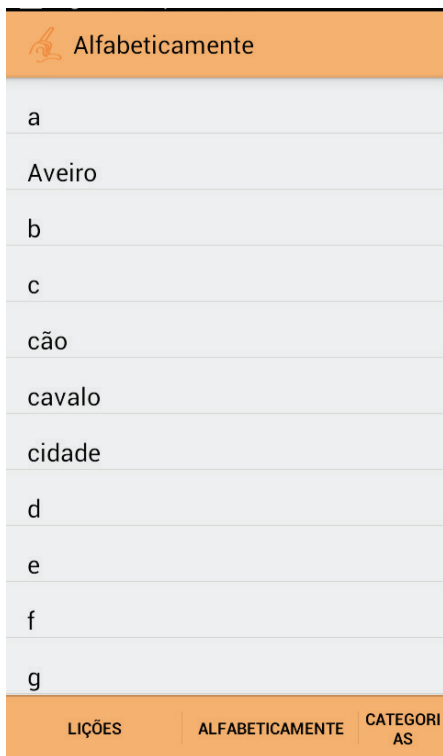 Alfabeticamente
a
Aveiro
b
c
cão
cavalo
cidade
d
e
f
g
LIÇÕES
ALFABETICAMENTE
CATEGORI
AS